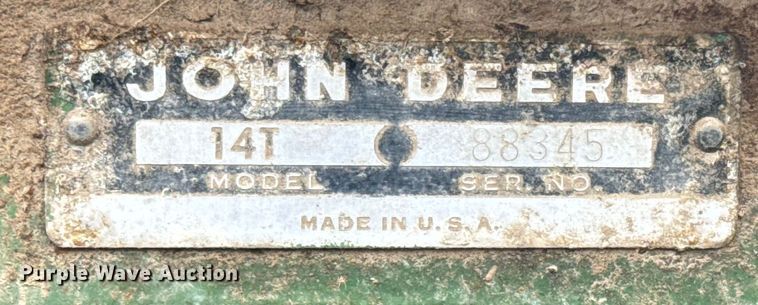 JOHN DEERE
14T 88345
MODEL SER. NO.
MADE IN U. S. A.
Purple Wave Auction